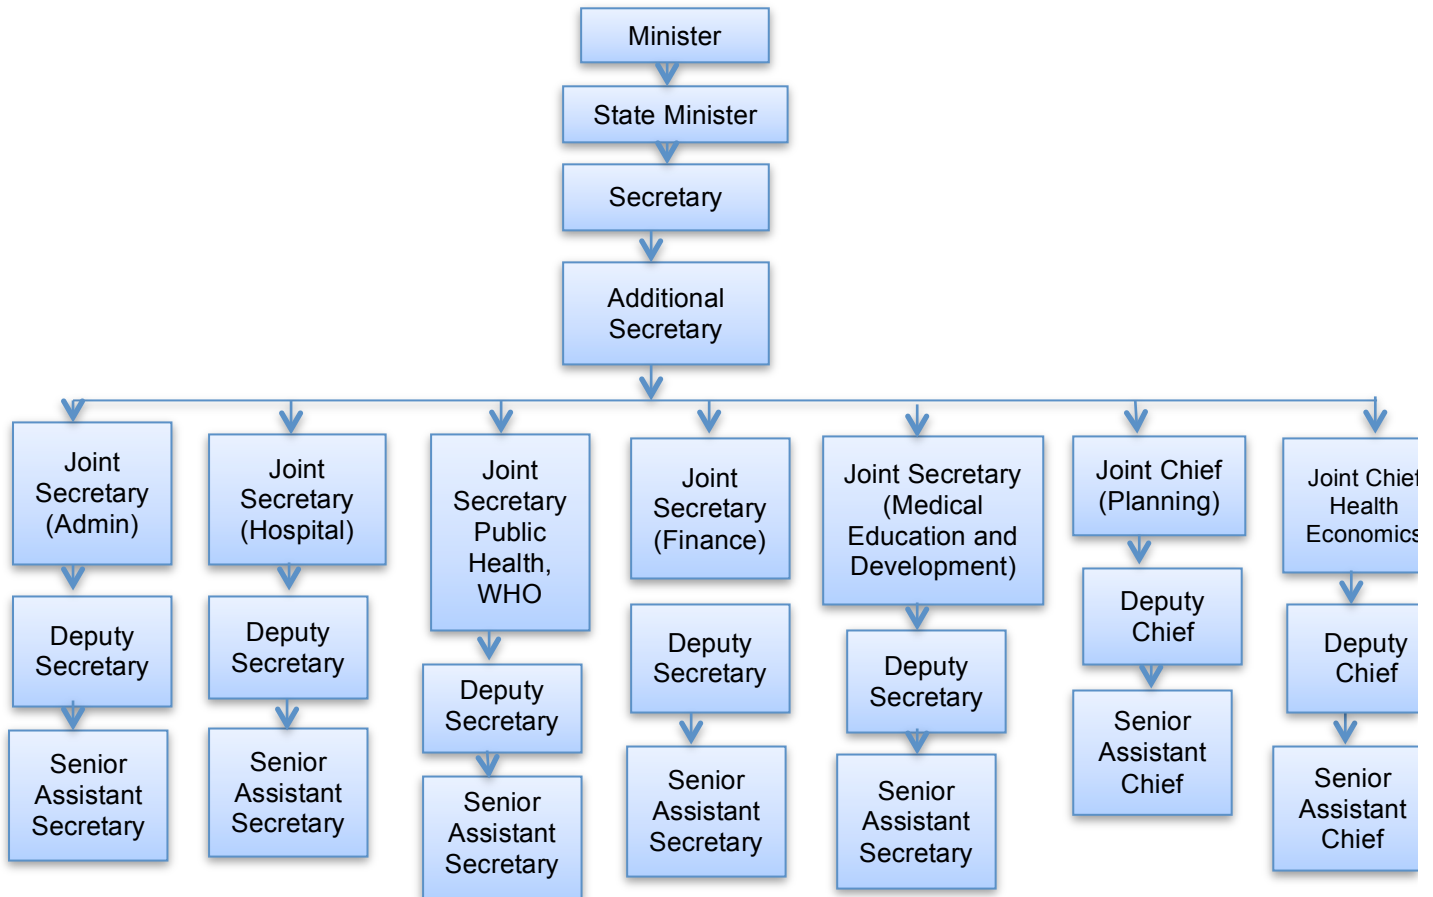 Minister
State Minister
Secretary
Additional
Secretary
Joint
Secretary
(Admin)
Joint
Secretary
(Hospital)
Joint
Secretary
Public
Health,
WHO
Joint
Secretary
(Finance)
Joint Secretary
(Medical
Education and
Development)
Joint Chief
(Planning)
Joint Chief
Health
Economics
Deputy
Secretary
Deputy
Secretary
Deputy
Secretary
Deputy
Secretary
Deputy
Secretary
Deputy
Chief
Deputy
Chief
Senior
Assistant
Secretary
Senior
Assistant
Secretary
Senior
Assistant
Secretary
Senior
Assistant
Secretary
Senior
Assistant
Secretary
Senior
Assistant
Chief
Senior
Assistant
Chief